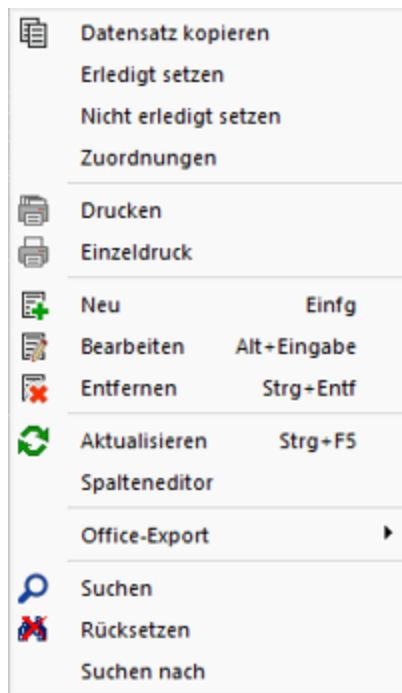 Datensatz kopieren
Erledigt setzen
Nicht erledigt setzen
Zuordnungen
Drucken
Einzeldruck
Neu Einfg
Bearbeiten Alt+Eingabe
Entfernen Strg+Entf
Aktualisieren Strg+F5
Spalteneditor
Office-Export
Suchen
Rücksetzen
Suchen nach